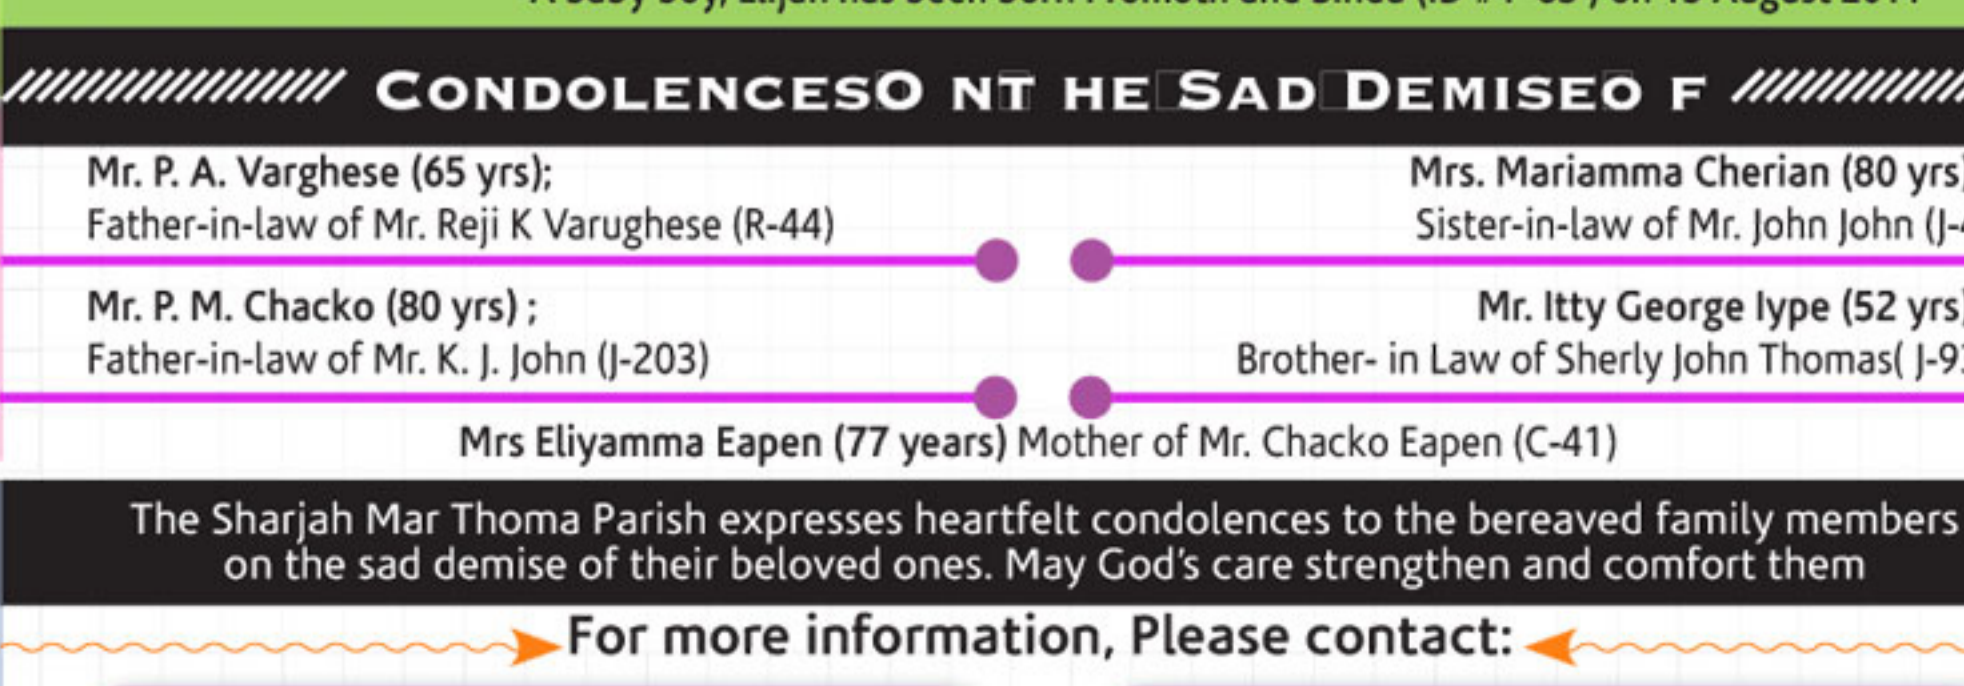 CONDOLENCESO NT HE SAD DEMISEO F
Mr. P. A. Varghese (65 yrs);
Father-in-law of Mr. Reji K Varughese (R-44)
Mrs. Mariamma Cherian (80 yrs)
Sister-in-law of Mr. John John
Mr. P. M. Chacko (80 yrs) ;
Father-in-law of Mr. K. J. John (J-203)
Mr. Itty George Iype (52 yrs)
Brother- in Law of Sherly John Thomas(
Mrs Eliyamma Eapen (77 years) Mother of Mr. Chacko Eapen (C-41)
The Sharjah Mar Thoma Parish expresses heartfelt condolences to the bereaved family members
on the sad demise of their beloved ones. May God's care strengthen and comfort them
For more information, Please contact: